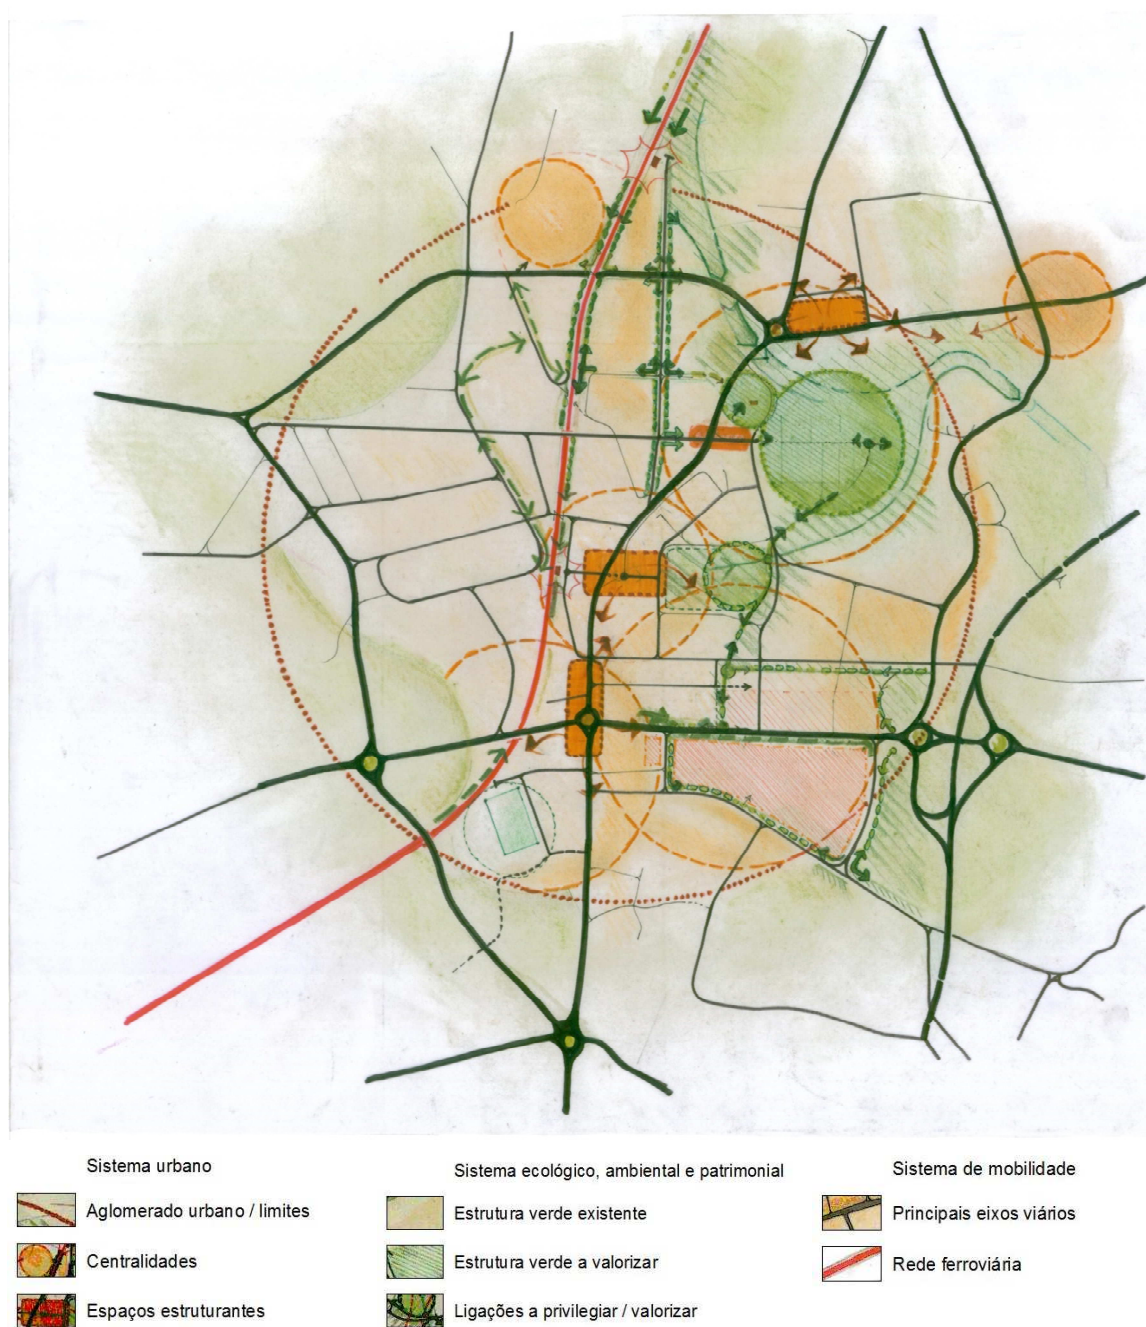 Sistema urbano
Aglomerado urbano / limites
Centralidades
Espaços estruturantes
Sistema ecológico, ambiental e patrimonial
Estrutura verde existente
Estrutura verde a valorizar
Ligações a privilegiar / valorizar
Sistema de mobilidade
Principais eixos viários
Rede ferroviária